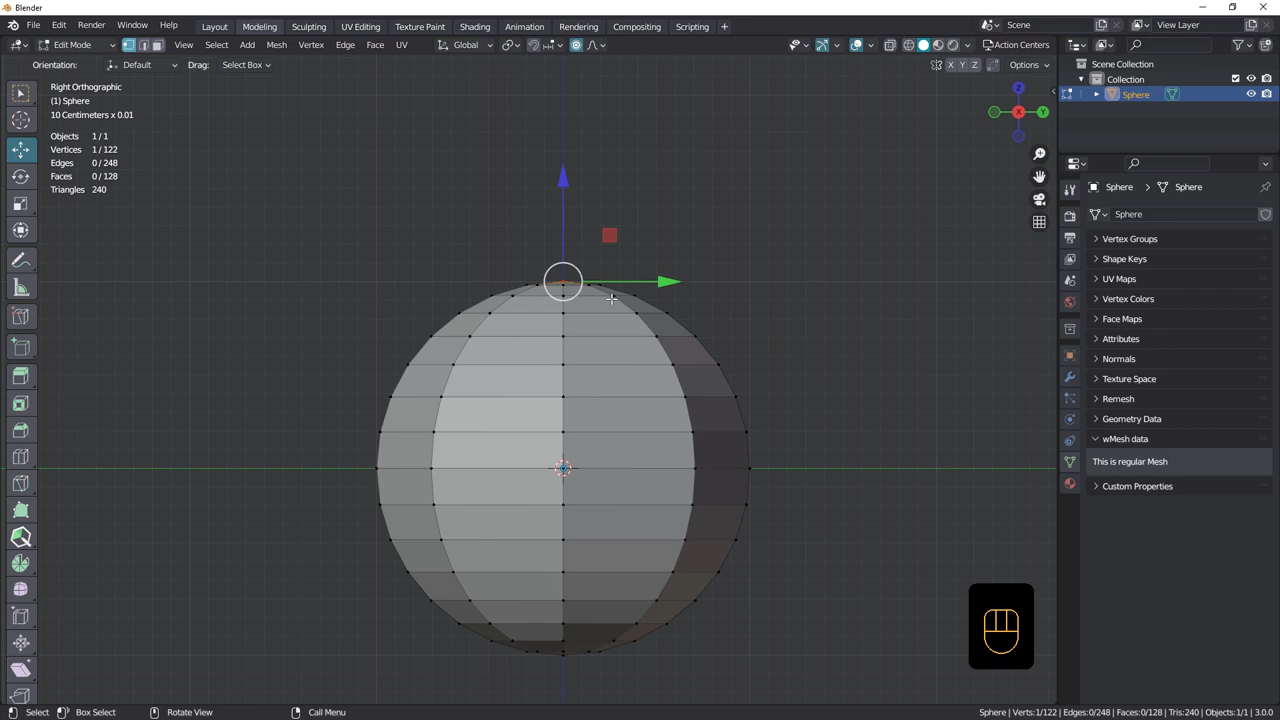 Blender
File Edit Render Window Help Layout Modeling Sculpting UV Editing Texture Paint Shading Animation Rendering Compositing Scripting + Scene View Layer
Edit Mode View Select Add Mesh Vertex Edge Face UV Global Action Centers
Orientation: Default Drag: Select Box X Y Z Options
Right Orthographic
(1) Sphere
10 Centimeters x 0.01
Objects 1/1
Vertices 1/122
Edges 0/248
Faces 0/128
Triangles 240
Z
X
Y
Scene Collection
Collection
Sphere
Sphere Sphere
Sphere
Vertex Groups
Shape Keys
UV Maps
Vertex Colors
Face Maps
Attributes
Normals
Texture Space
Remesh
Geometry Data
wMesh data
This is regular Mesh
Custom Properties
Select Box Select Rotate View Call Menu Sphere | Verts:1/122 | Edges:0/248 | Faces:0/128 | Tris:240 | Objects:1/1 | 3.0.0